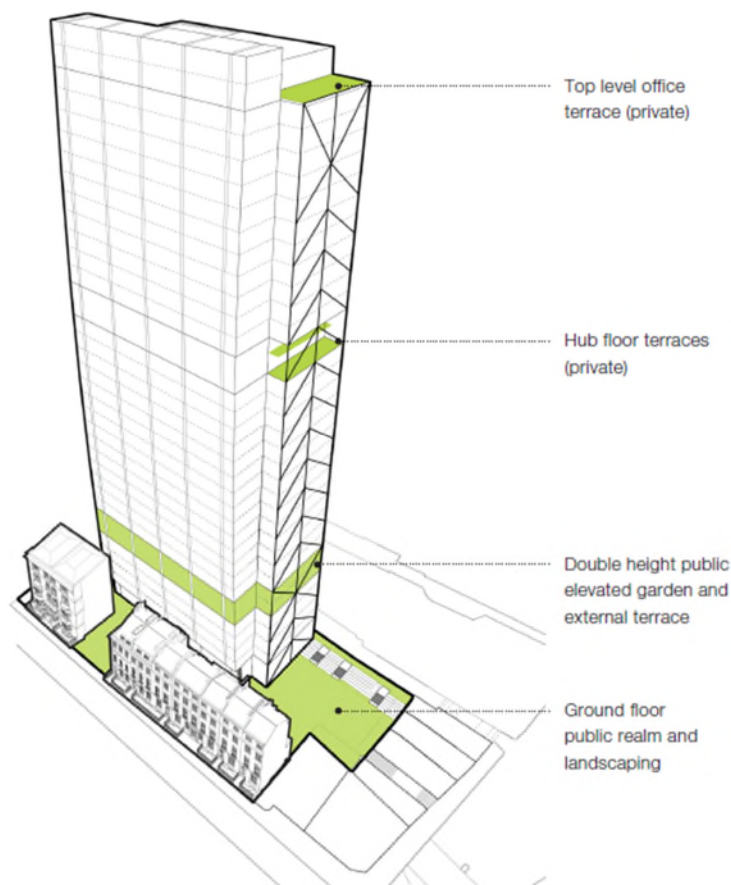 Top level office
terrace (private)
Hub floor terraces
(private)
Double height public
elevated garden and
external terrace
Ground floor
public realm and
landscaping